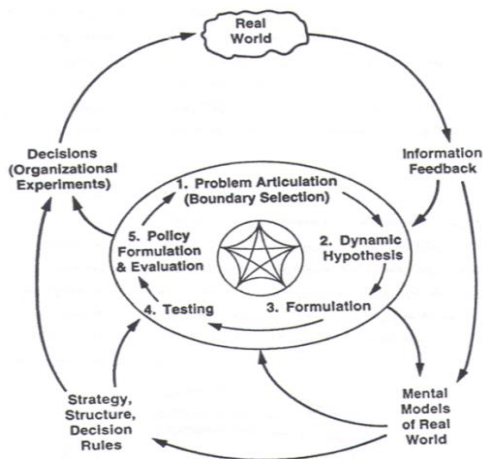 Real
World
Decisions
(Organizational
Experiments)
Information
Feedback
1. Problem Articulation
(Boundary Selection)
5. Policy
Formulation
& Evaluation
2. Dynamic
Hypothesis
4. Testing
3. Formulation
Strategy,
Structure,
Decision
Rules
Mental
Models
of Real
World